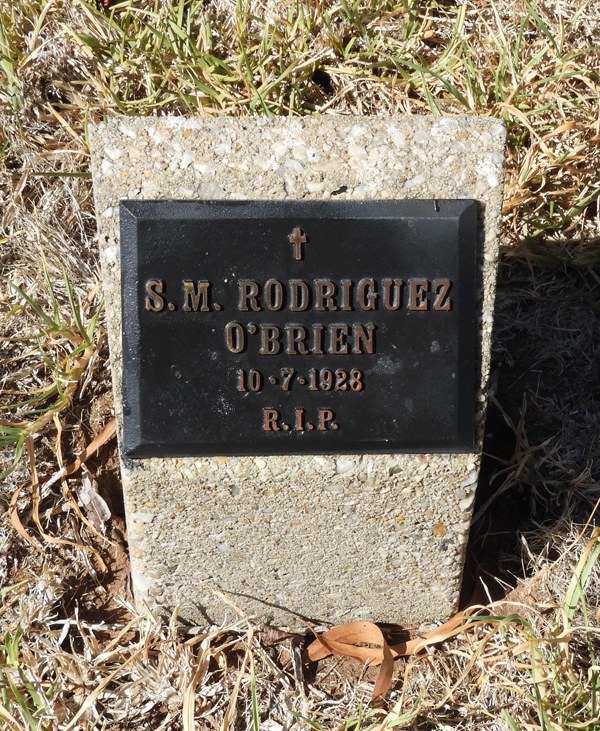 S. M. RODRIGUEZ
O'BRIEN
10·7·1928
R.I.P.